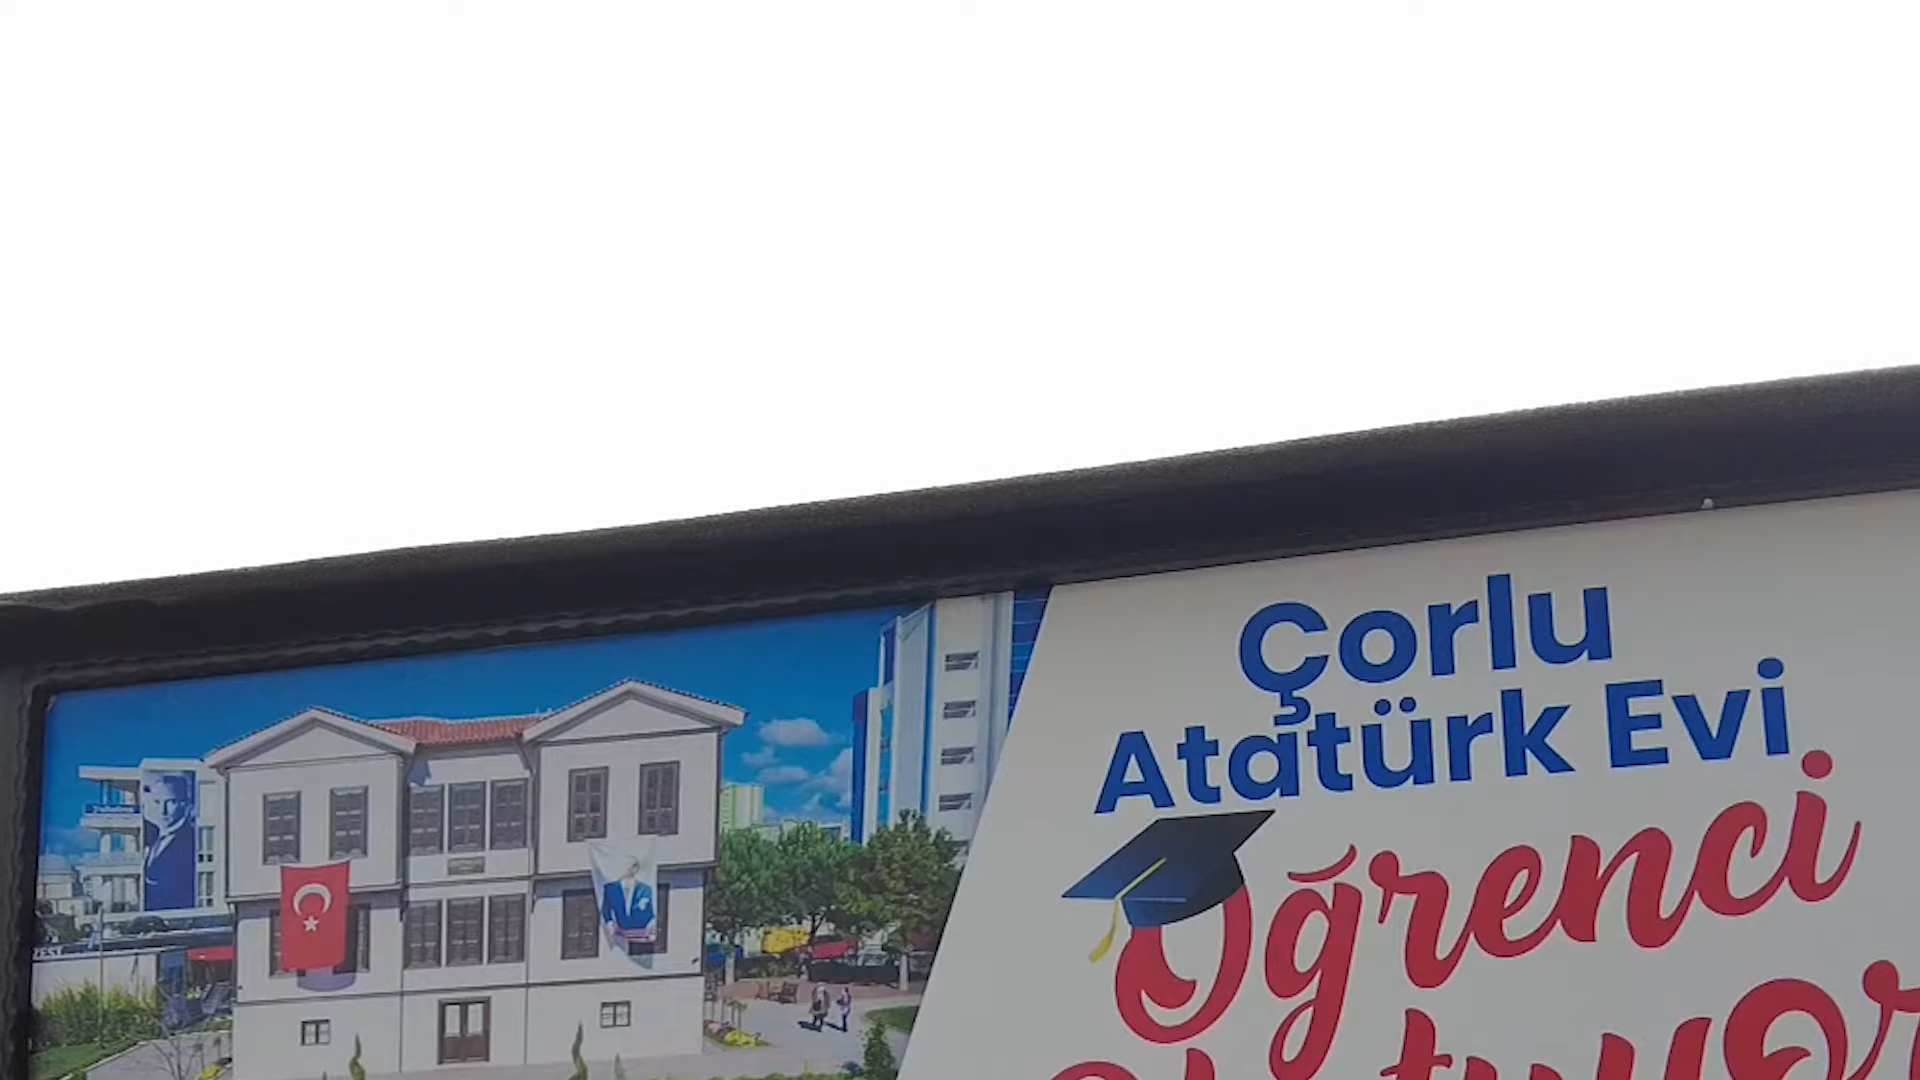 Çorlu
Atatürk Evi
Öğrenci